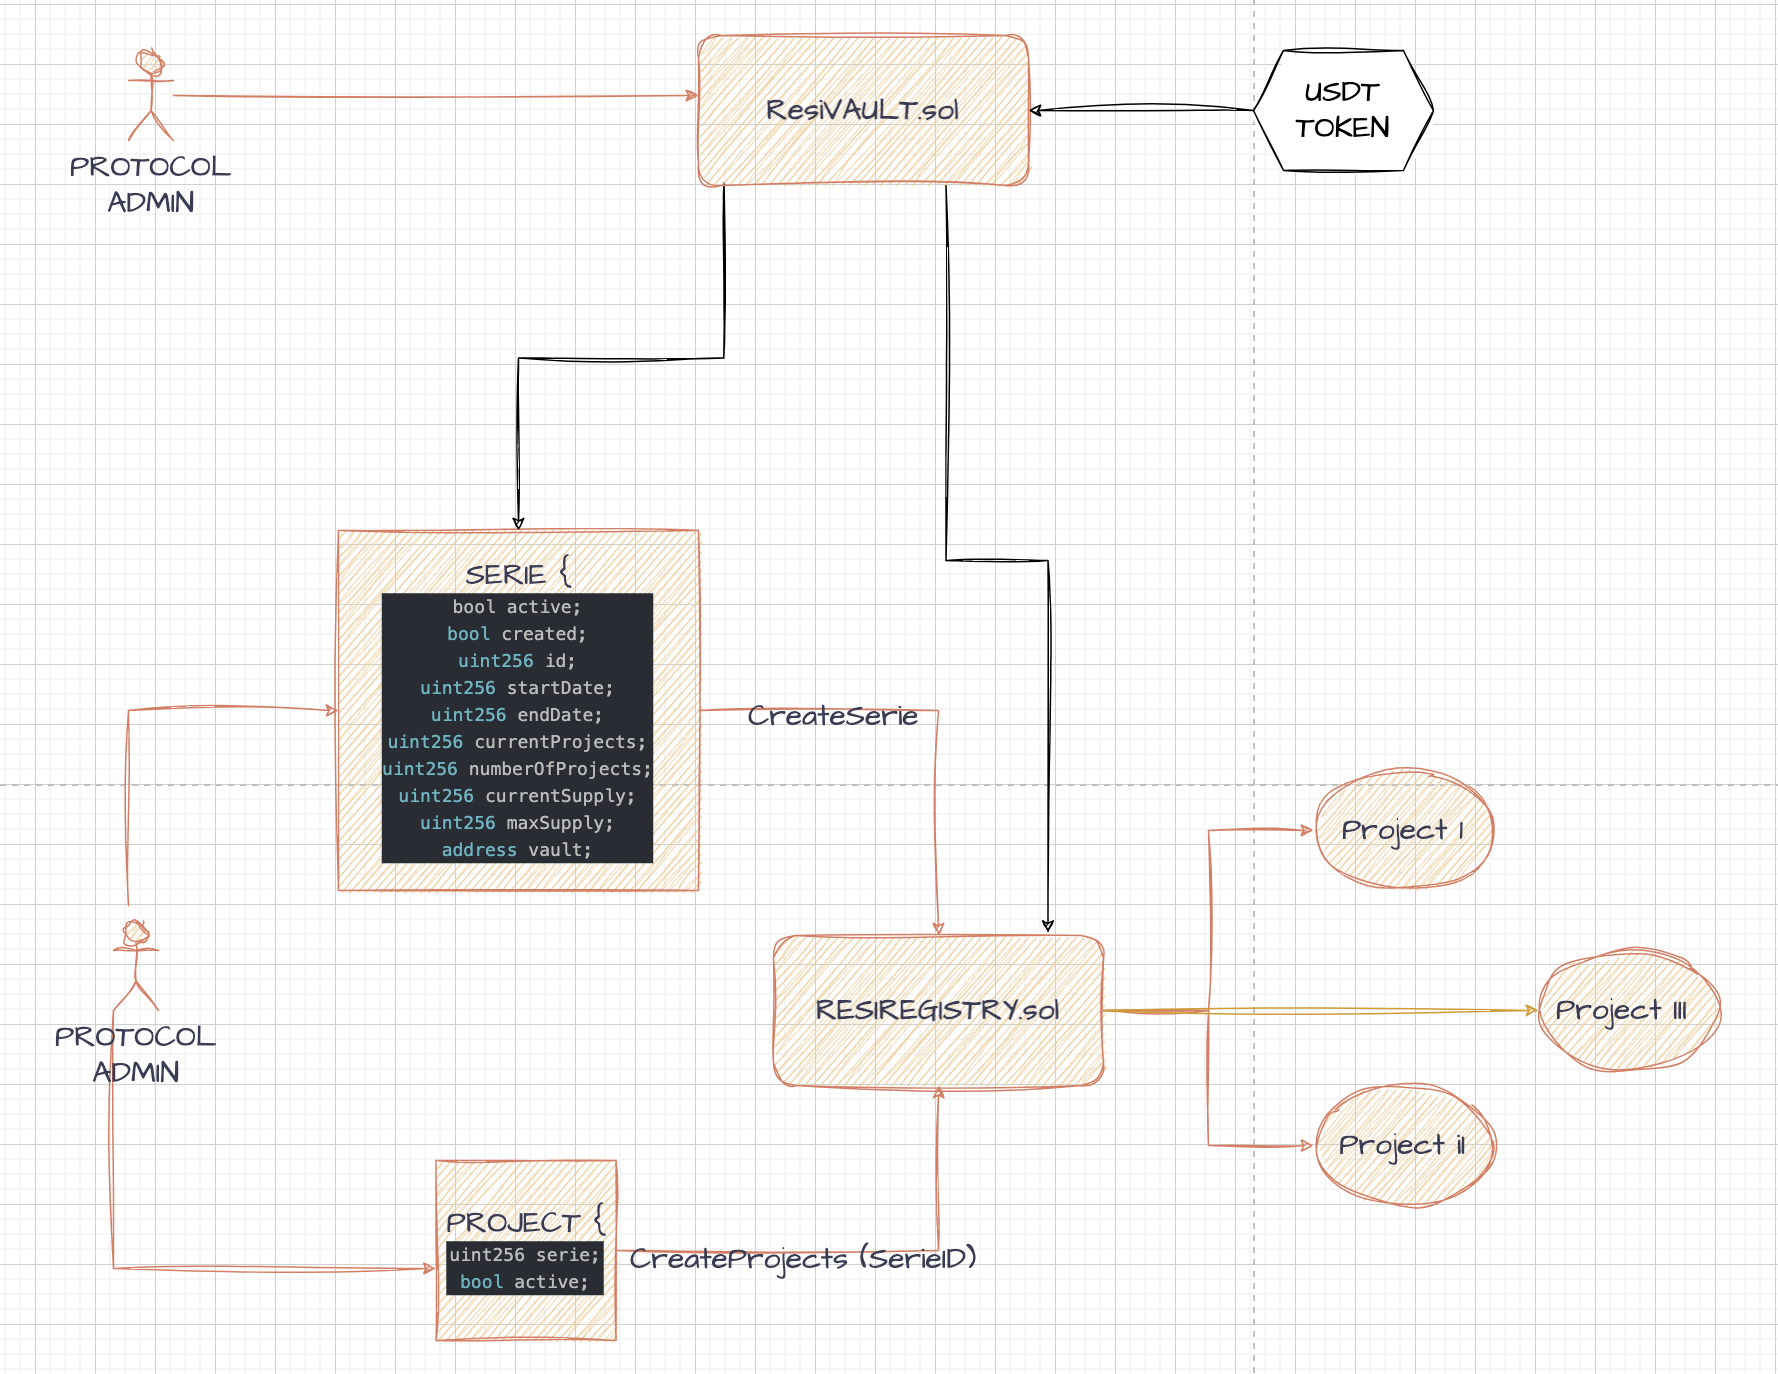 PROTOCOL
ADMIN
ResiVAULT.sol
USDT
TOKEN
SERIE {
bool active;
bool created;
uint256 id;
uint256 startDate;
uint256 endDate;
uint256 currentProjects;
uint256 numberOfProjects;
uint256 currentSupply;
uint256 maxSupply;
address vault;
CreateSerie
Project I
PROTOCOL
ADMIN
RESIREGISTRY.sol
Project III
Project iI
PROJECT {
uint256 serie;
bool active;
CreateProjects (SerieID)